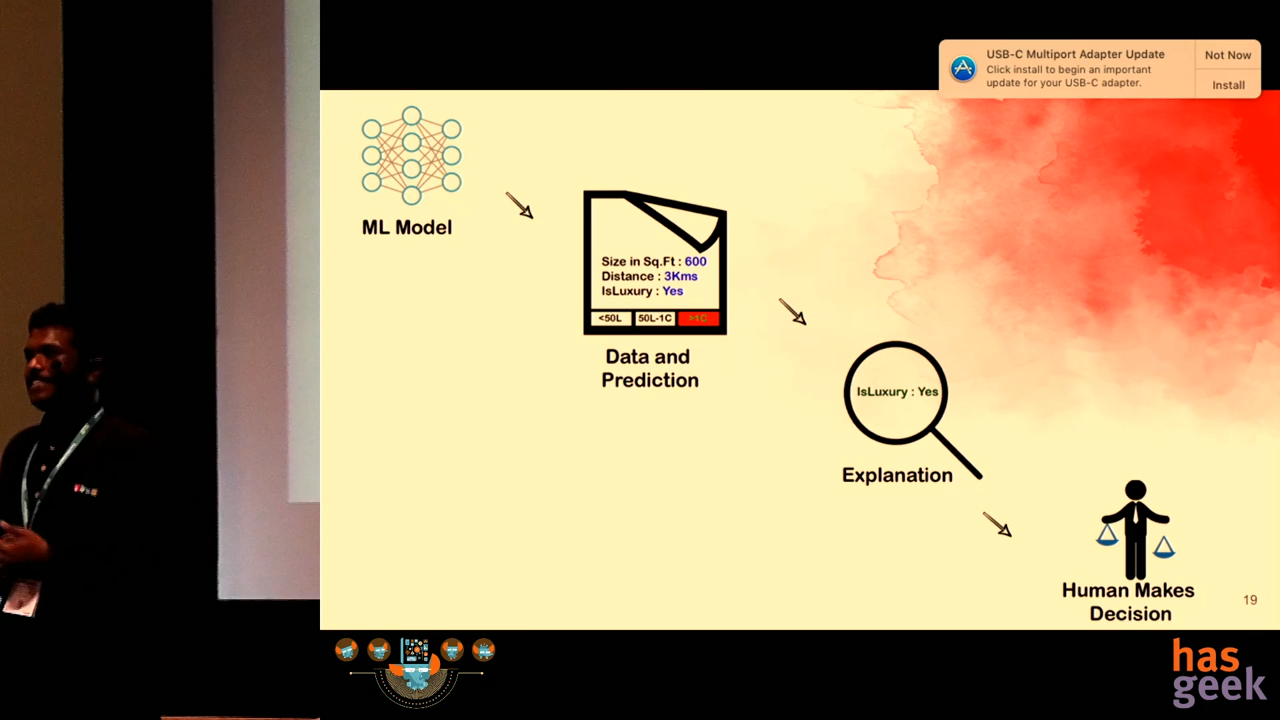 USB-C Multiport Adapter Update
Click install to begin an important
update for your USB-C adapter.
Not Now
Install
ML Model
Size in Sq.Ft : 600
Distance : 3Kms
IsLuxury : Yes
<50L
50L-1C
>1C
Data and
Prediction
IsLuxury : Yes
Explanation
Human Makes
Decision
19
has
geek